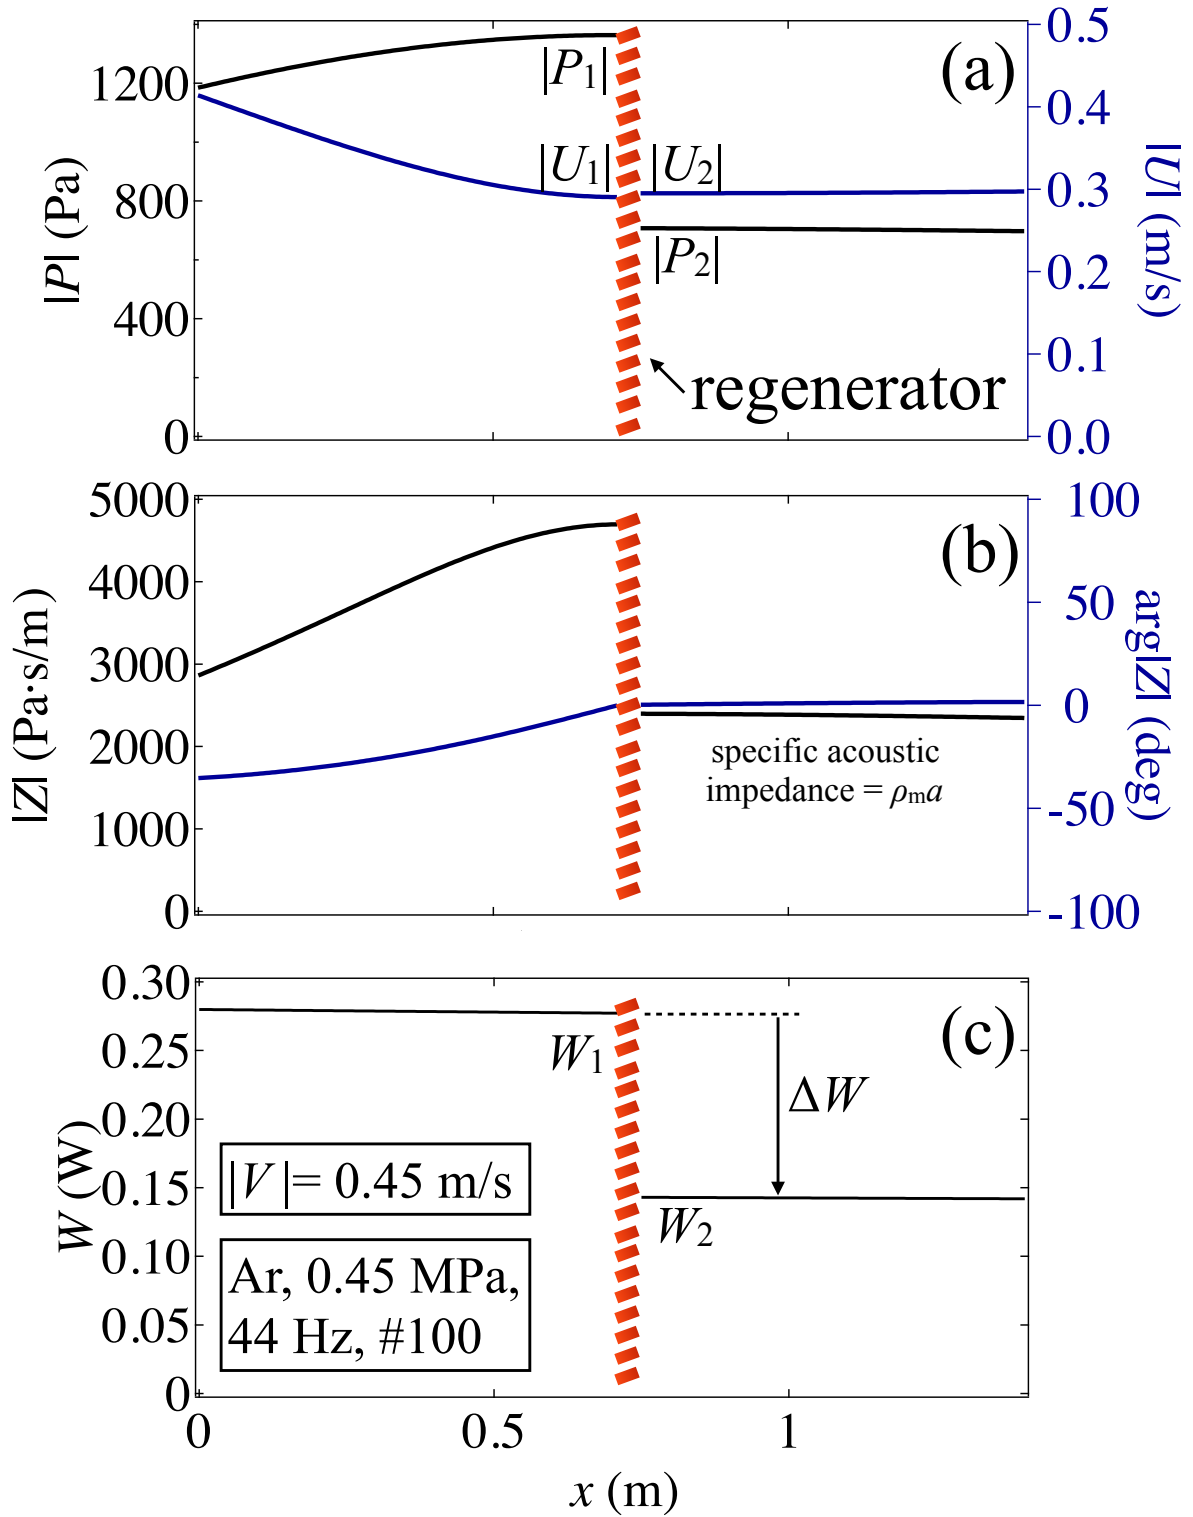 (a)
|P| (Pa)
1200
800
400
0
|P₁|
|U₁|
|U₂|
|P₂|
regenerator
0.5
0.4
0.3
0.2
0.1
0.0
|U| (m/s)
(b)
|Z| (Pa·s/m)
5000
4000
3000
2000
1000
0
specific acoustic
impedance = ρₘa
100
50
0
-50
-100
arg|Z| (deg)
(c)
W (W)
0.30
0.25
0.20
0.15
0.10
0.05
0
W₁
ΔW
W₂
|V|= 0.45 m/s
Ar, 0.45 MPa,
44 Hz, #100
0
0.5
1
x (m)